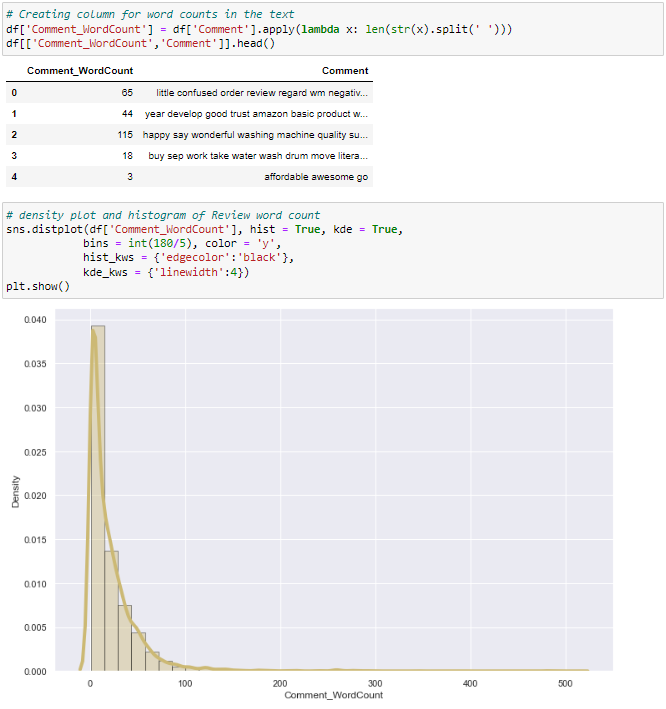 # Creating column for word counts in the text
df['Comment_WordCount'] = df['Comment'].apply(lambda x: len(str(x).split(' ')))
df[['Comment_WordCount','Comment']].head()
Comment_WordCount Comment
0 65 little confused order review regard wm negativ...
1 44 year develop good trust amazon basic product w...
2 115 happy say wonderful washing machine quality su...
3 18 buy sep work take water wash drum move litera...
4 3 affordable awesome go
# density plot and histogram of Review word count
sns.distplot(df['Comment_WordCount'], hist = True, kde = True,
bins = int(180/5), color = 'y',
hist_kws = {'edgecolor':'black'},
kde_kws = {'linewidth':4})
plt.show()
0.040
0.035
0.030
0.025
0.020
0.015
0.010
0.005
0.000
Density
0 100 200 300 400 500
Comment_WordCount